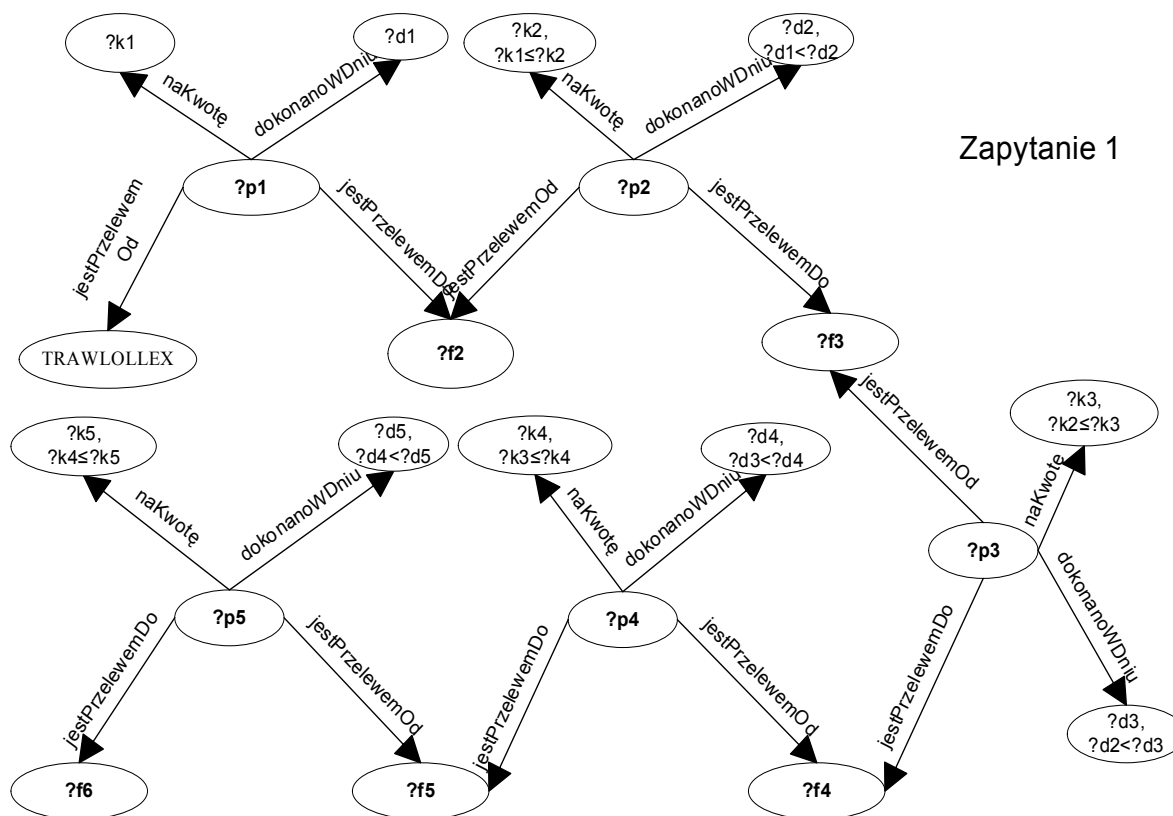 ?k1
?d1
?k2,
?k1≤?k2
?d2,
?d1<?d2
naKwotę
dokonanoWDniu
naKwotę
dokonanoWDniu
Zapytanie 1
?p1
?p2
jestPrzelewem
Od
jestPrzelewemDo
jestPrzelewemOd
jestPrzelewemDo
TRAWLOLLEX
?f2
?f3
jestPrzelewemOd
?k3,
?k2≤?k3
?k5,
?k4≤?k5
?d5,
?d4<?d5
?k4,
?k3≤?k4
?d4,
?d3<?d4
naKwotę
dokonanoWDniu
naKwotę
dokonanoWDniu
naKwotę
?p3
?p5
?p4
dokonanoWDniu
jestPrzelewemDo
jestPrzelewemOd
jestPrzelewemDo
jestPrzelewemOd
jestPrzelewemDo
?d3,
?d2<?d3
?f6
?f5
?f4